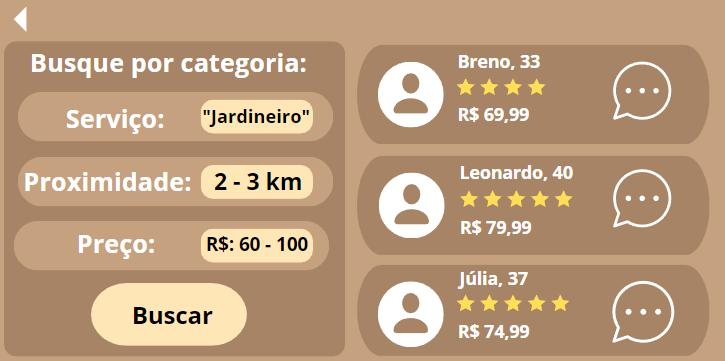 Busque por categoria:
Serviço:
"Jardineiro"
Proximidade:
2 - 3 km
Preço:
R$: 60 - 100
Buscar
Breno, 33
R$ 69,99
Leonardo, 40
R$ 79,99
Júlia, 37
R$ 74,99